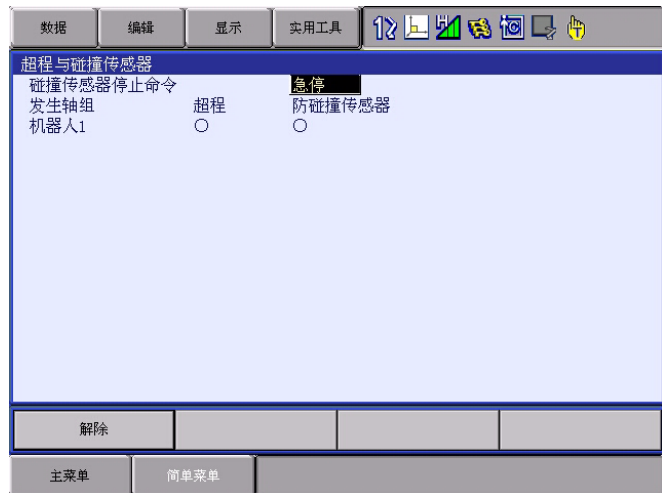 数据 编辑 显示 实用工具
超程与碰撞传感器
碰撞传感器停止命令 急停
发生轴组 超程 防碰撞传感器
机器人1 ○ ○
解除
主菜单 简单菜单